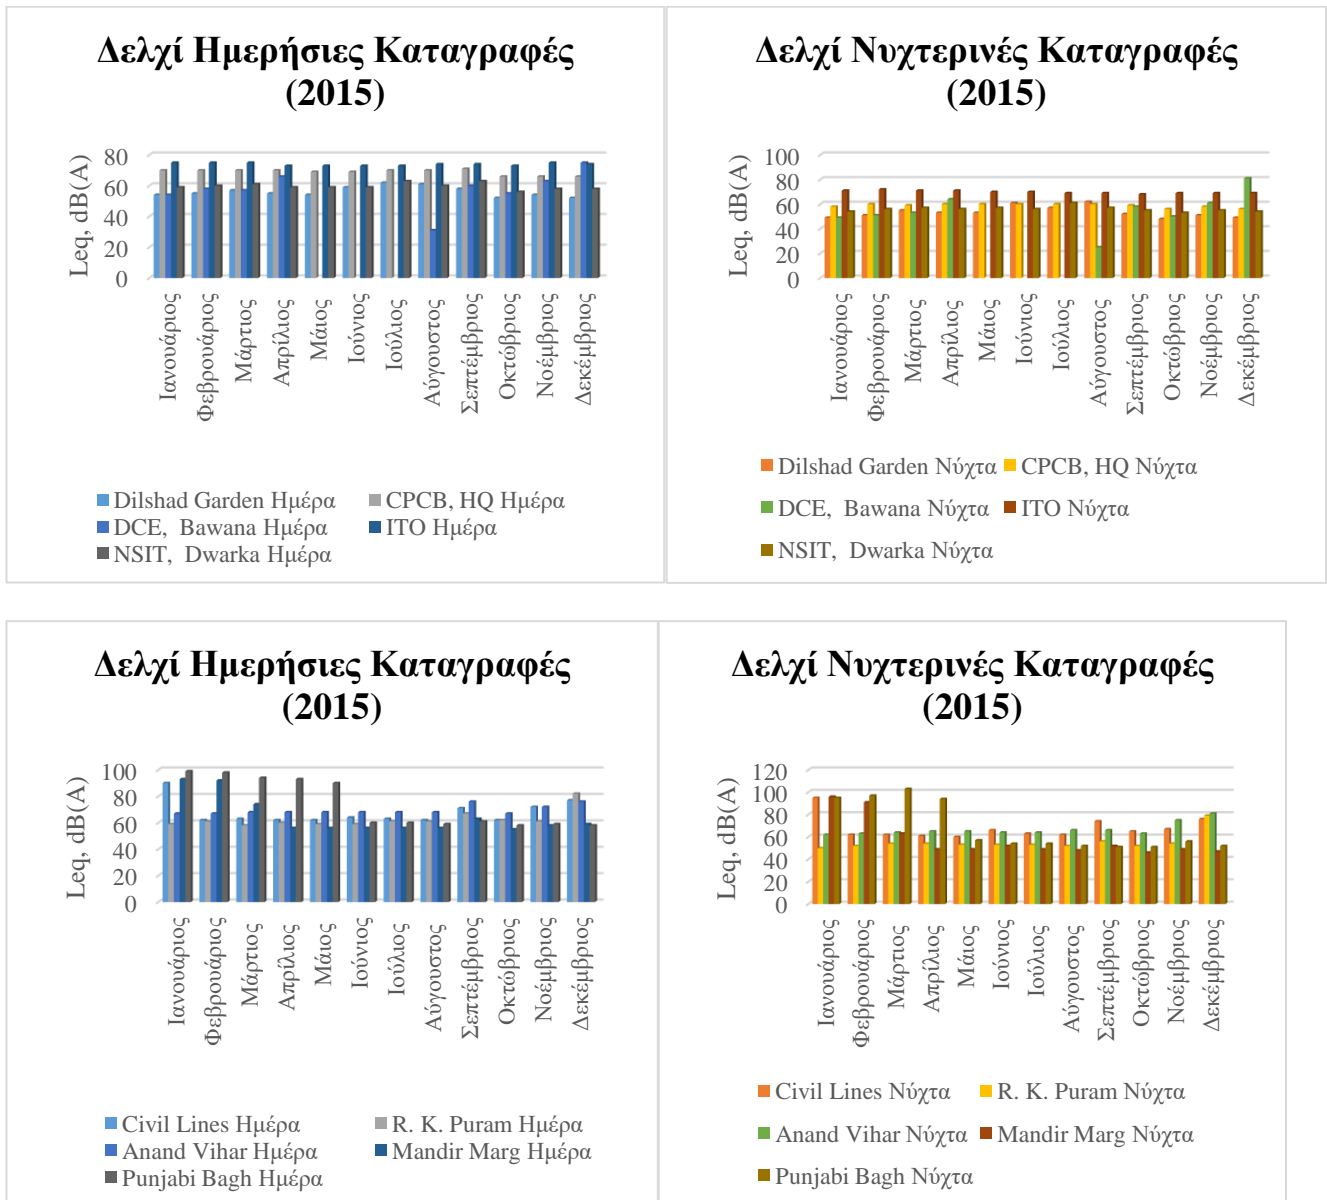 Δελχί Ημερήσιες Καταγραφές
(2015)
80
60
40
20
0
Leq, dB(A)
Ιανουάριος
Φεβρουάριος
Μάρτιος
Απρίλιος
Μάιος
Ιούνιος
Ιούλιος
Αύγουστος
Σεπτέμβριος
Οκτώβριος
Νοέμβριος
Δεκέμβριος
Dilshad Garden Ημέρα
CPCB, HQ Ημέρα
DCE, Bawana Ημέρα
ITO Ημέρα
NSIT, Dwarka Ημέρα
Δελχί Νυχτερινές Καταγραφές
(2015)
100
80
60
40
20
0
Leq, dB(A)
Ιανουάριος
Φεβρουάριος
Μάρτιος
Απρίλιος
Μάιος
Ιούνιος
Ιούλιος
Αύγουστος
Σεπτέμβριος
Οκτώβριος
Νοέμβριος
Δεκέμβριος
Dilshad Garden Νύχτα
CPCB, HQ Νύχτα
DCE, Bawana Νύχτα
ITO Νύχτα
NSIT, Dwarka Νύχτα
Δελχί Ημερήσιες Καταγραφές
(2015)
100
80
60
40
20
0
Leq, dB(A)
Ιανουάριος
Φεβρουάριος
Μάρτιος
Απρίλιος
Μάιος
Ιούνιος
Ιούλιος
Αύγουστος
Σεπτέμβριος
Οκτώβριος
Νοέμβριος
Δεκέμβριος
Civil Lines Ημέρα
R. K. Puram Ημέρα
Anand Vihar Ημέρα
Mandir Marg Ημέρα
Punjabi Bagh Ημέρα
Δελχί Νυχτερινές Καταγραφές
(2015)
120
100
80
60
40
20
0
Leq, dB(A)
Ιανουάριος
Φεβρουάριος
Μάρτιος
Απρίλιος
Μάιος
Ιούνιος
Ιούλιος
Αύγουστος
Σεπτέμβριος
Οκτώβριος
Νοέμβριος
Δεκέμβριος
Civil Lines Νύχτα
R. K. Puram Νύχτα
Anand Vihar Νύχτα
Mandir Marg Νύχτα
Punjabi Bagh Νύχτα